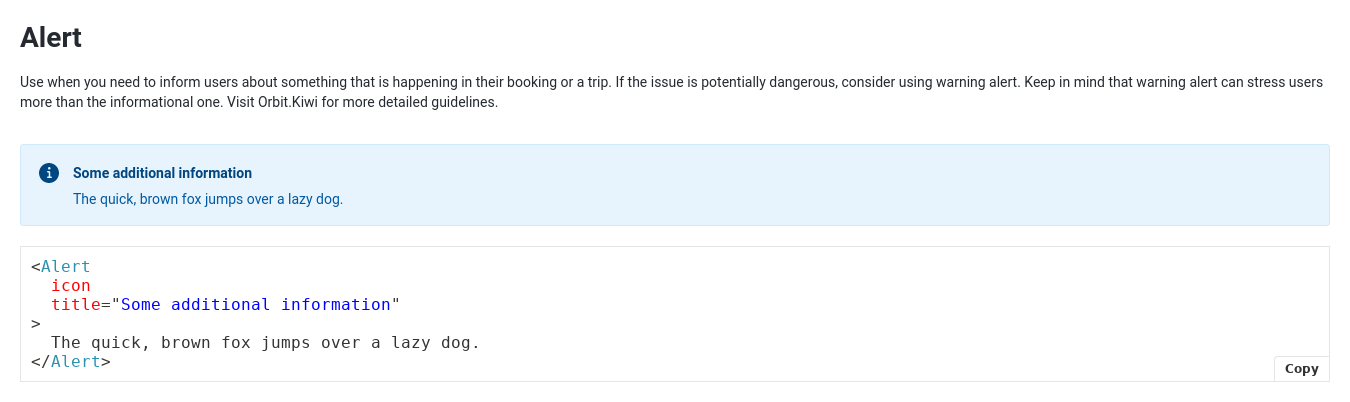 Alert
Use when you need to inform users about something that is happening in their booking or a trip. If the issue is potentially dangerous, consider using warning alert. Keep in mind that warning alert can stress users
more than the informational one. Visit Orbit.Kiwi for more detailed guidelines.
Some additional information
The quick, brown fox jumps over a lazy dog.
<Alert
  icon
  title="Some additional information"
>
  The quick, brown fox jumps over a lazy dog.
</Alert>
Copy